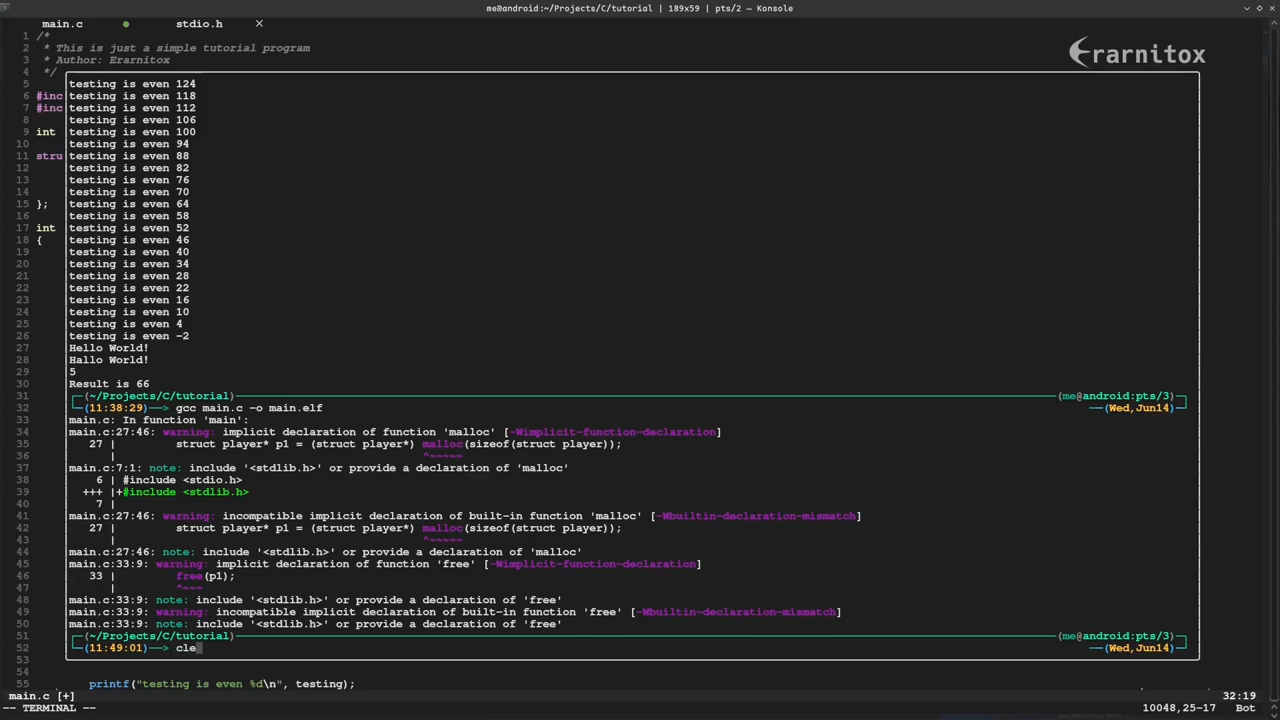 me@android:~/Projects/C/tutorial | 189x59 | pts/2 — Konsole
main.c ● stdio.h ✕
1 /*
2 * This is just a simple tutorial program
3 * Author: Erarnitox
4 */
Erarnitox
5 testing is even 124
6 #inc testing is even 118
7 #inc testing is even 112
8 testing is even 106
9 int testing is even 100
10 testing is even 94
11 stru testing is even 88
12 testing is even 82
13 testing is even 76
14 testing is even 70
15 }; testing is even 64
16 testing is even 58
17 int testing is even 52
18 { testing is even 46
19 testing is even 40
20 testing is even 34
21 testing is even 28
22 testing is even 22
23 testing is even 16
24 testing is even 10
25 testing is even 4
26 testing is even -2
27 Hello World!
28 Hallo World!
29 5
30 Result is 66
31 (~/Projects/C/tutorial) (me@android:pts/3)
32 (11:38:29)—> gcc main.c -o main.elf (Wed,Jun14)
33 main.c: In function 'main':
34 main.c:27:46: warning: implicit declaration of function 'malloc' [-Wimplicit-function-declaration]
35 27 | struct player* p1 = (struct player*) malloc(sizeof(struct player));
36 | ^~~~~~
37 main.c:7:1: note: include '<stdlib.h>' or provide a declaration of 'malloc'
38 6 | #include <stdio.h>
39 +++ |+#include <stdlib.h>
40 7 |
41 main.c:27:46: warning: incompatible implicit declaration of built-in function 'malloc' [-Wbuiltin-declaration-mismatch]
42 27 | struct player* p1 = (struct player*) malloc(sizeof(struct player));
43 | ^~~~~~
44 main.c:27:46: note: include '<stdlib.h>' or provide a declaration of 'malloc'
45 main.c:33:9: warning: implicit declaration of function 'free' [-Wimplicit-function-declaration]
46 33 | free(p1);
47 | ^~~~
48 main.c:33:9: note: include '<stdlib.h>' or provide a declaration of 'free'
49 main.c:33:9: warning: incompatible implicit declaration of built-in function 'free' [-Wbuiltin-declaration-mismatch]
50 main.c:33:9: note: include '<stdlib.h>' or provide a declaration of 'free'
51 (~/Projects/C/tutorial) (me@android:pts/3)
52 (11:49:01)—> cle (Wed,Jun14)
53
54
55 printf("testing is even %d\n", testing);
main.c [+] 32:19
-- TERMINAL -- 10048,25-17 Bot